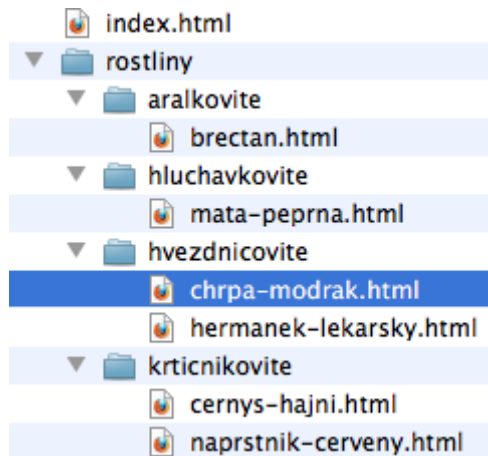 index.html
rostliny
aralkovite
brectan.html
hluchavkovite
mata-peprna.html
hvezdnicovite
chrpa-modrak.html
hermanek-lekarsky.html
krticnikovite
cernys-hajni.html
naprstnik-cerveny.html